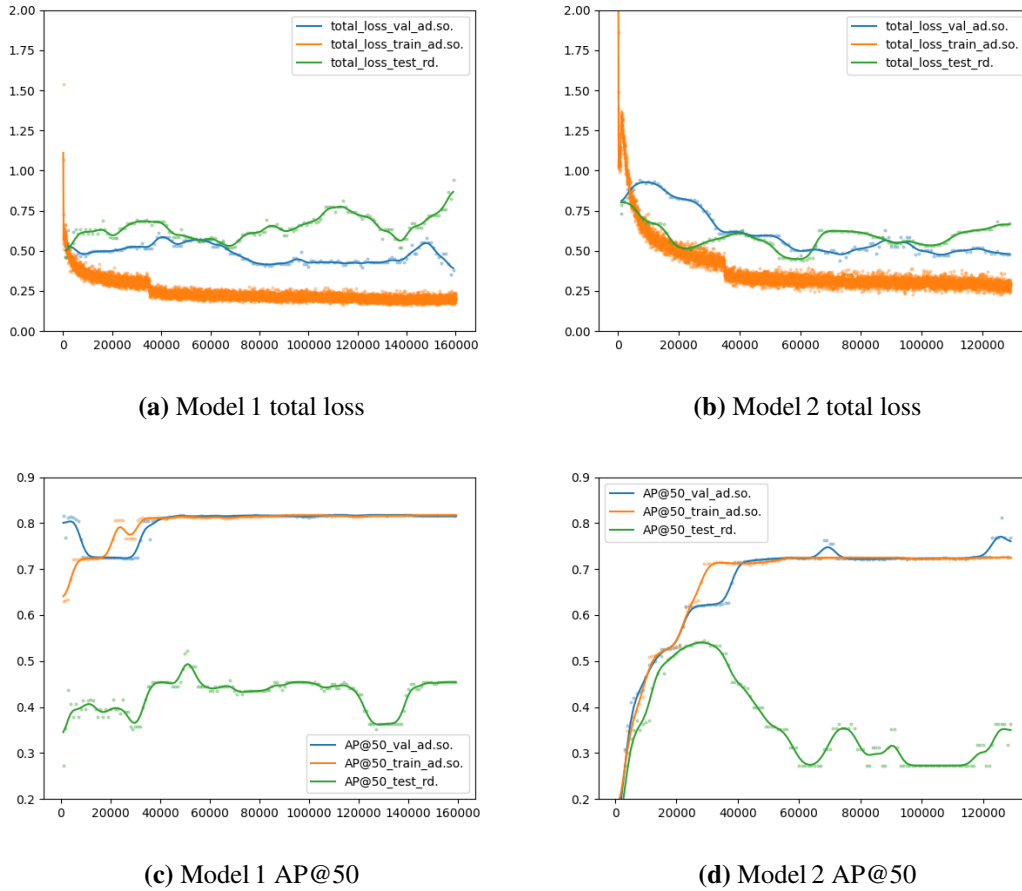 2.00
1.75
1.50
1.25
1.00
0.75
0.50
0.25
0.00
total_loss_val_ad.so.
total_loss_train_ad.so.
total_loss_test_rd.
0 20000 40000 60000 80000 100000 120000 140000 160000
(a) Model 1 total loss
2.00
1.75
1.50
1.25
1.00
0.75
0.50
0.25
0.00
total_loss_val_ad.so.
total_loss_train_ad.so.
total_loss_test_rd.
0 20000 40000 60000 80000 100000 120000
(b) Model 2 total loss
0.9
0.8
0.7
0.6
0.5
0.4
0.3
0.2
AP@50_val_ad.so.
AP@50_train_ad.so.
AP@50_test_rd.
0 20000 40000 60000 80000 100000 120000 140000 160000
(c) Model 1 AP@50
0.9
0.8
0.7
0.6
0.5
0.4
0.3
0.2
AP@50_val_ad.so.
AP@50_train_ad.so.
AP@50_test_rd.
0 20000 40000 60000 80000 100000 120000
(d) Model 2 AP@50